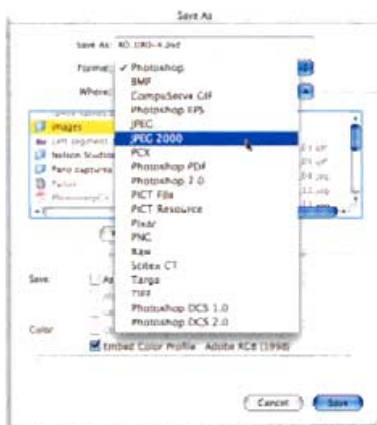 Save As
Save As:
Format: ✓ Photoshop
BMP
CompuServe GIF
Photoshop EPS
JPEG
JPEG 2000
PCX
Photoshop PDF
Photoshop 2.0
PICT File
PICT Resource
Pixar
PNG
Raw
Scitex CT
Targa
TIFF
Photoshop DCS 1.0
Photoshop DCS 2.0
Where:
images
Nelson Studios
Pano captures
Save:
Color
Embed Color Profile: Adobe RGB (1998)
Cancel
Save